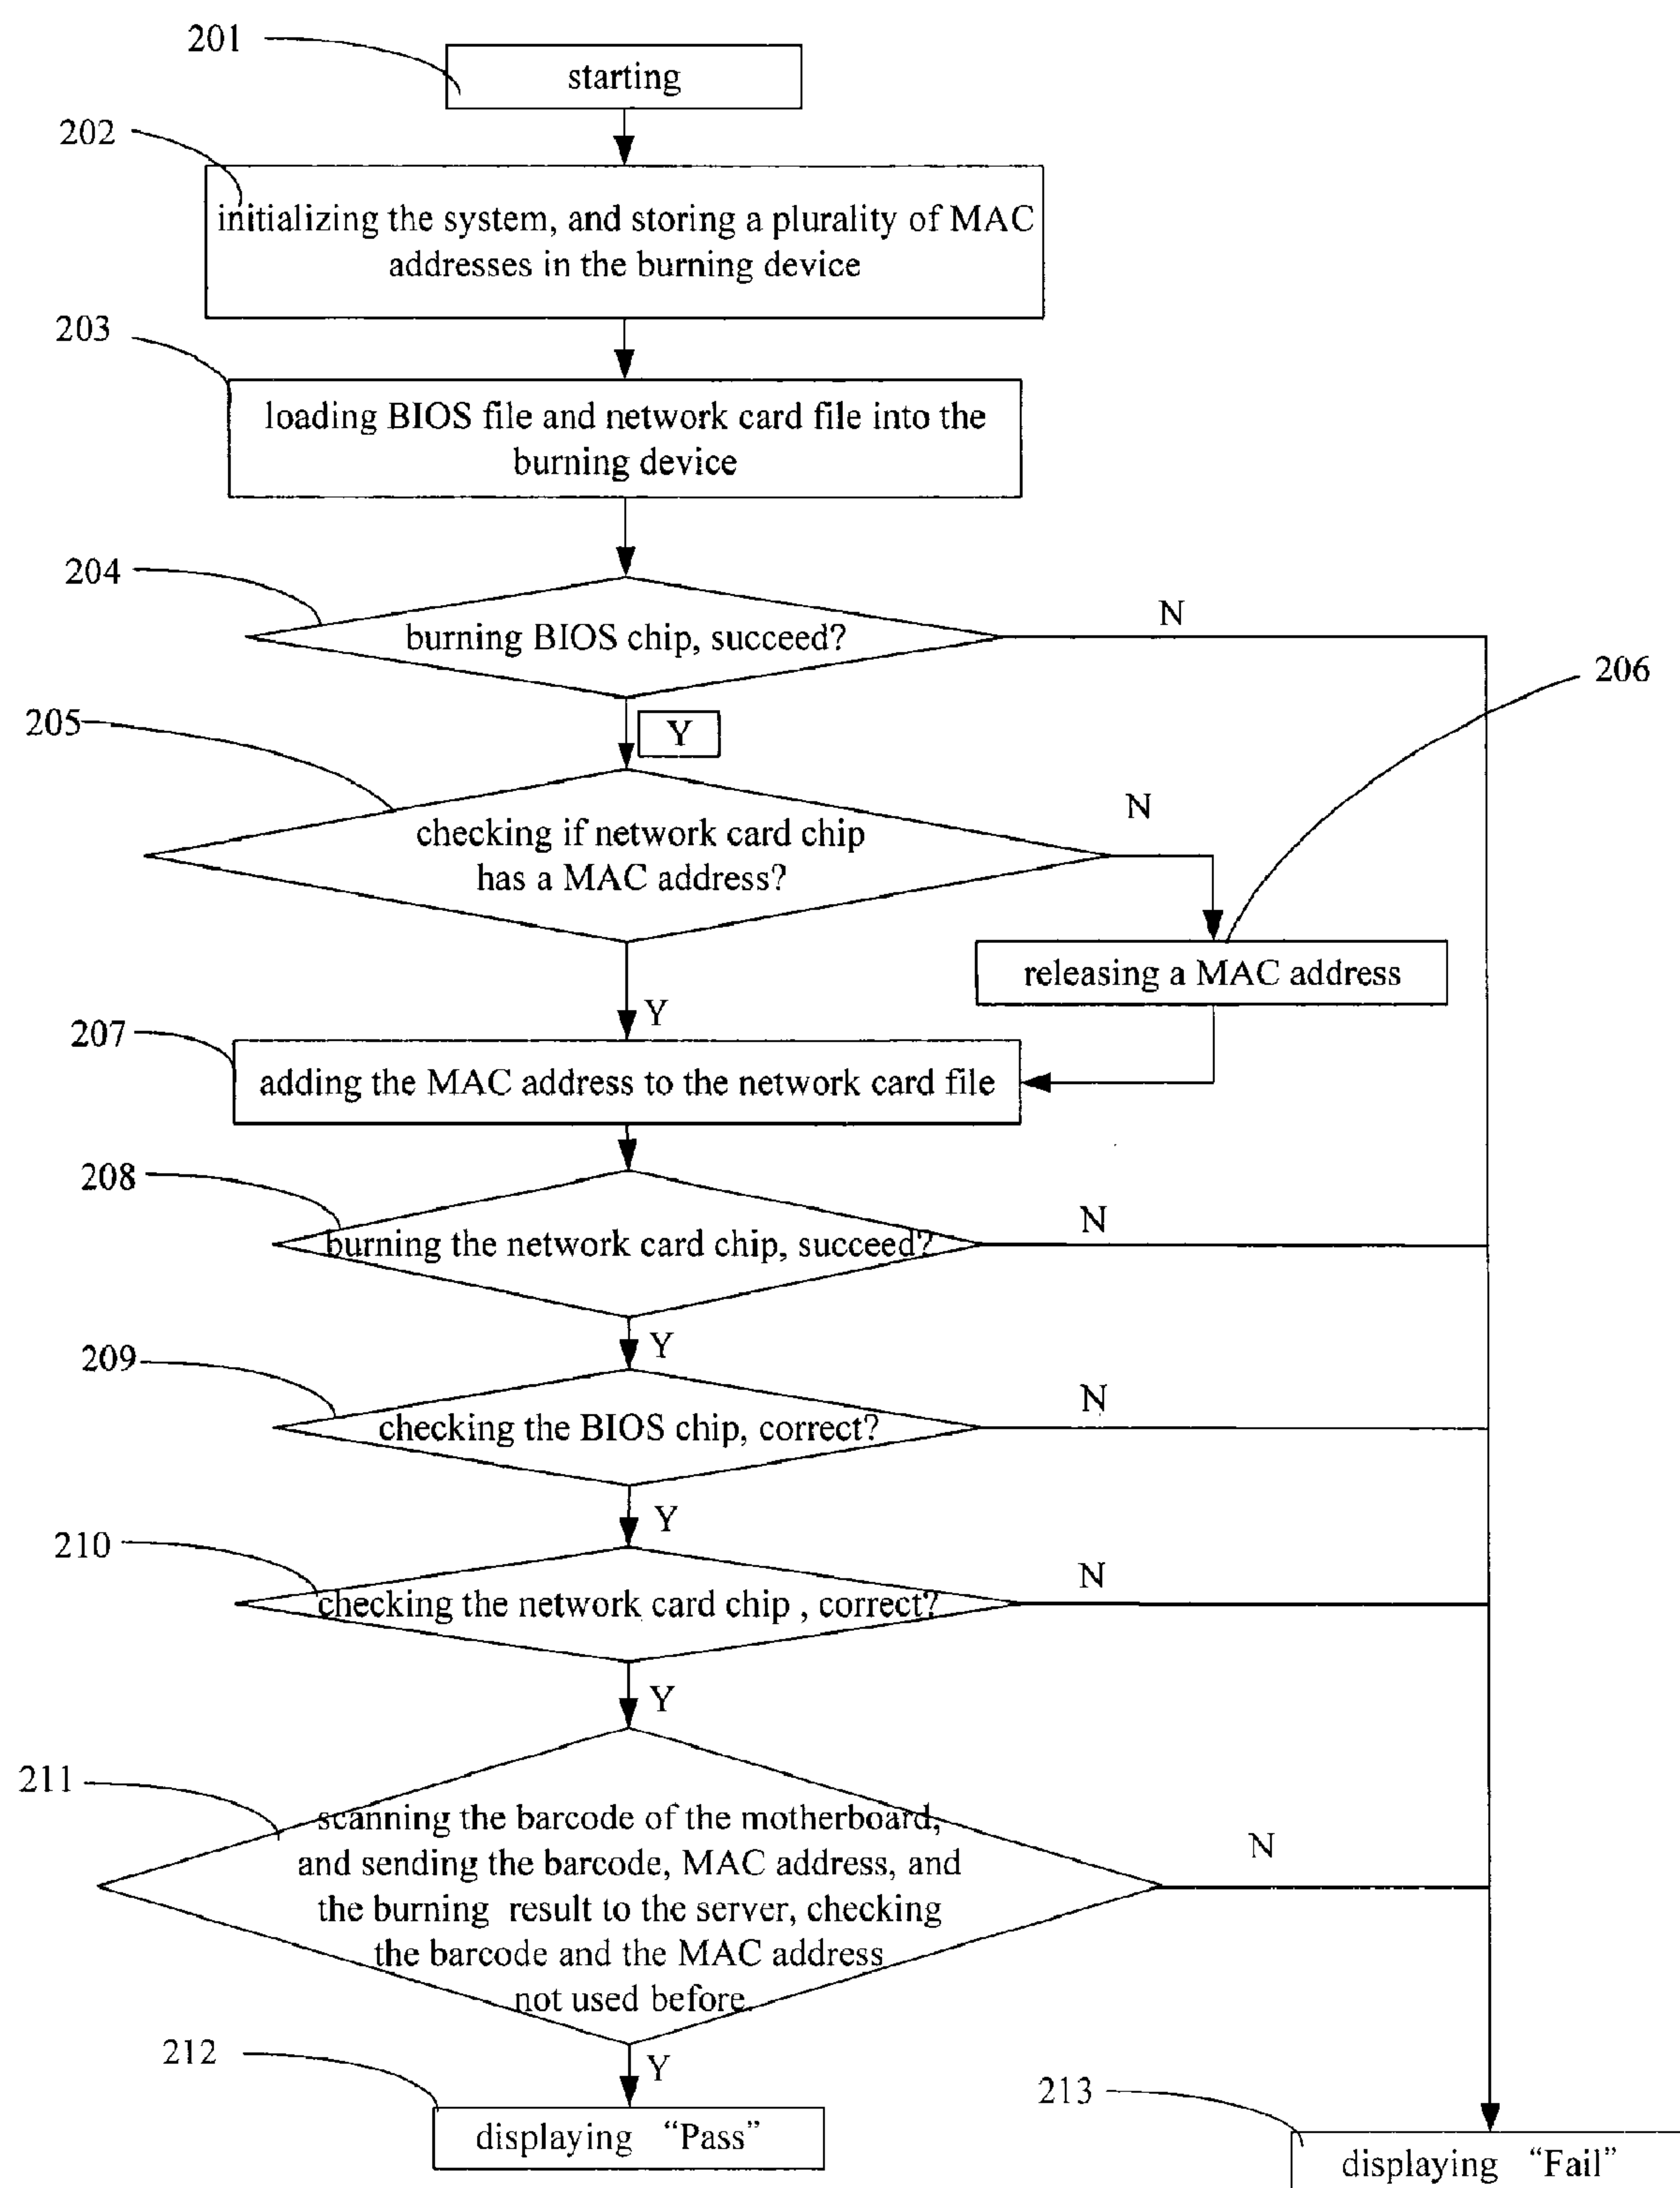 201
starting
202
initializing the system, and storing a plurality of MAC
addresses in the burning device
203
loading BIOS file and network card file into the
burning device
204
burning BIOS chip, succeed?
N
206
Y
205
checking if network card chip
has a MAC address?
N
releasing a MAC address
Y
207
adding the MAC address to the network card file
208
burning the network card chip, succeed?
N
Y
209
checking the BIOS chip, correct?
N
Y
210
checking the network card chip , correct?
N
Y
211
scanning the barcode of the motherboard,
and sending the barcode, MAC address, and
the burning result to the server, checking
the barcode and the MAC address
not used before.
N
Y
212
displaying “Pass”
213
displaying “Fail”